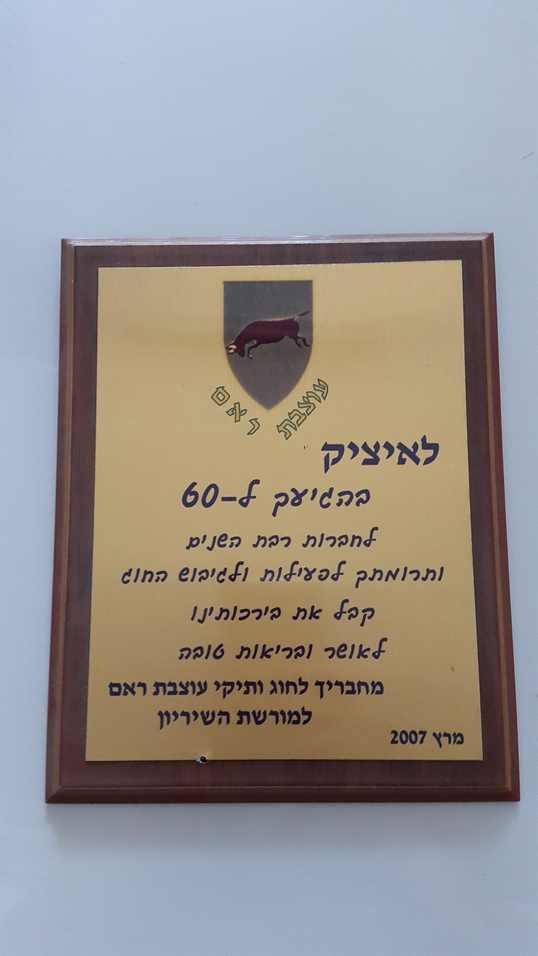 עוצבת ראם
לאיציק
בהגיעך ל-60
לחברות רבת השנים
ותרומתך לפעילות ולגיבוש החוג
קבל את בירכותינו
לאושר ובריאות טובה
מחבריך לחוג ותיקי עוצבת ראם
למורשת השיריון
מרץ 2007